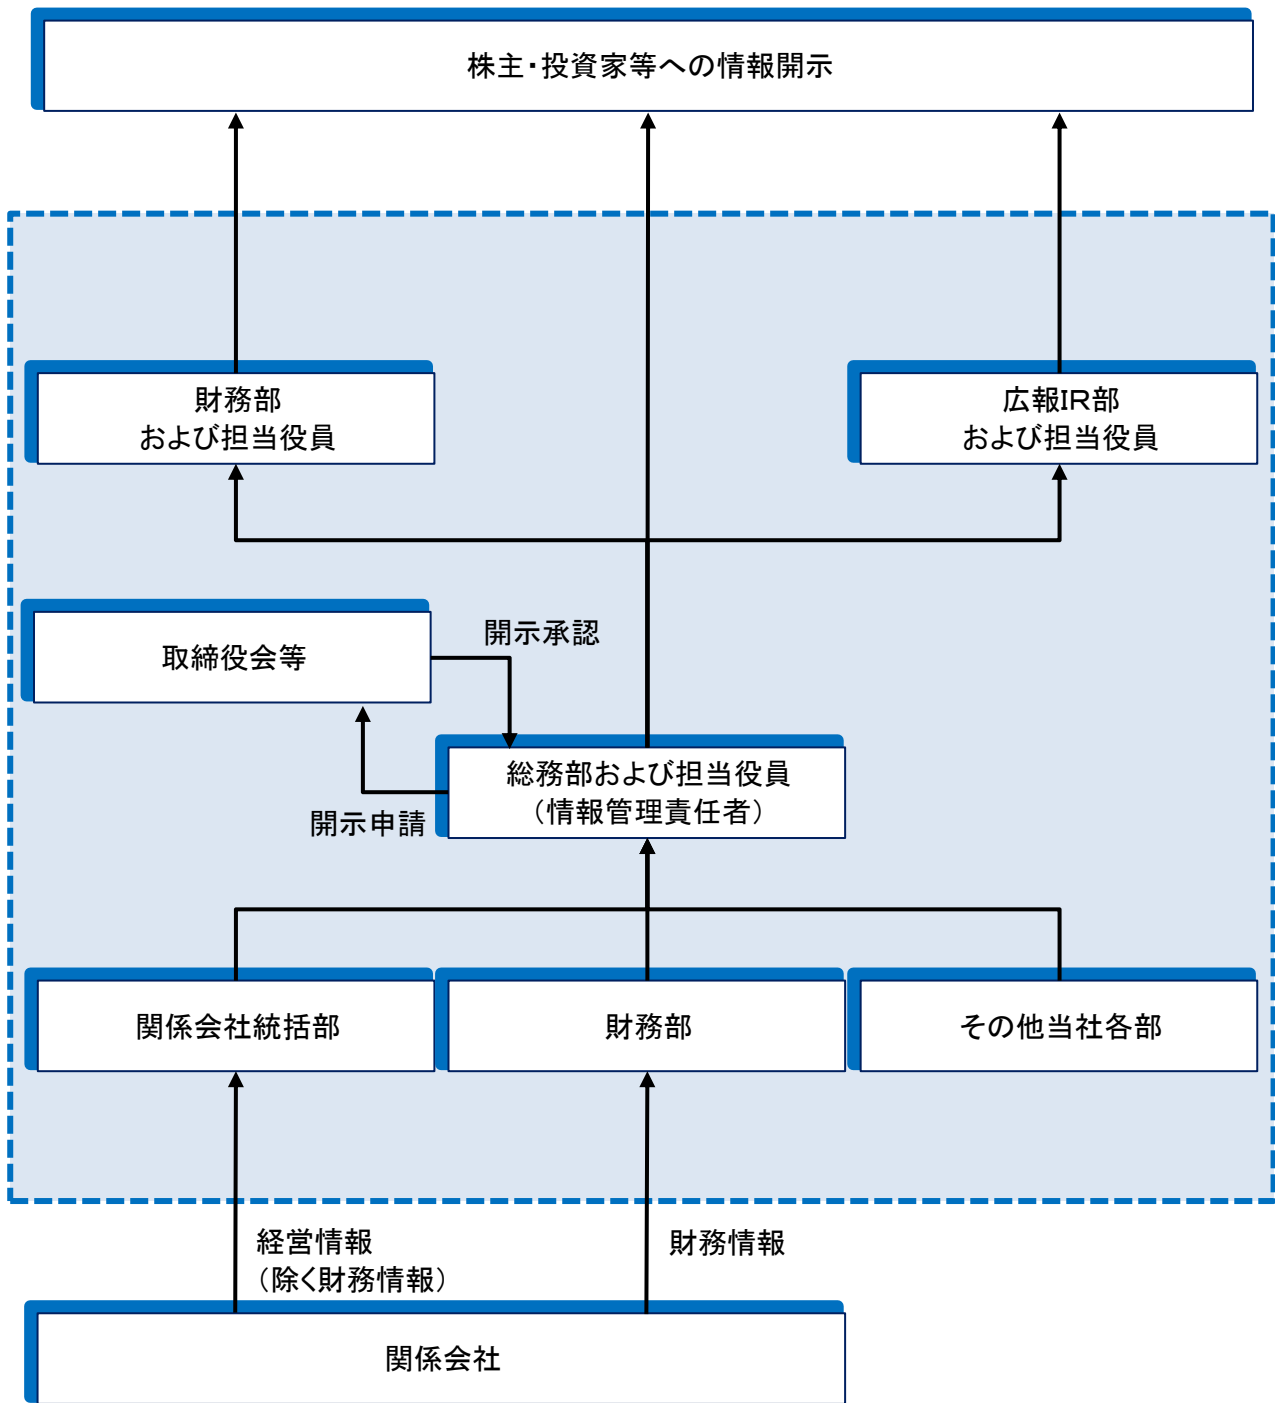 株主・投資家等への情報開示
財務部
および担当役員
広報IR部
および担当役員
開示承認
取締役会等
総務部および担当役員
（情報管理責任者）
開示申請
関係会社統括部
財務部
その他当社各部
経営情報
（除く財務情報）
財務情報
関係会社